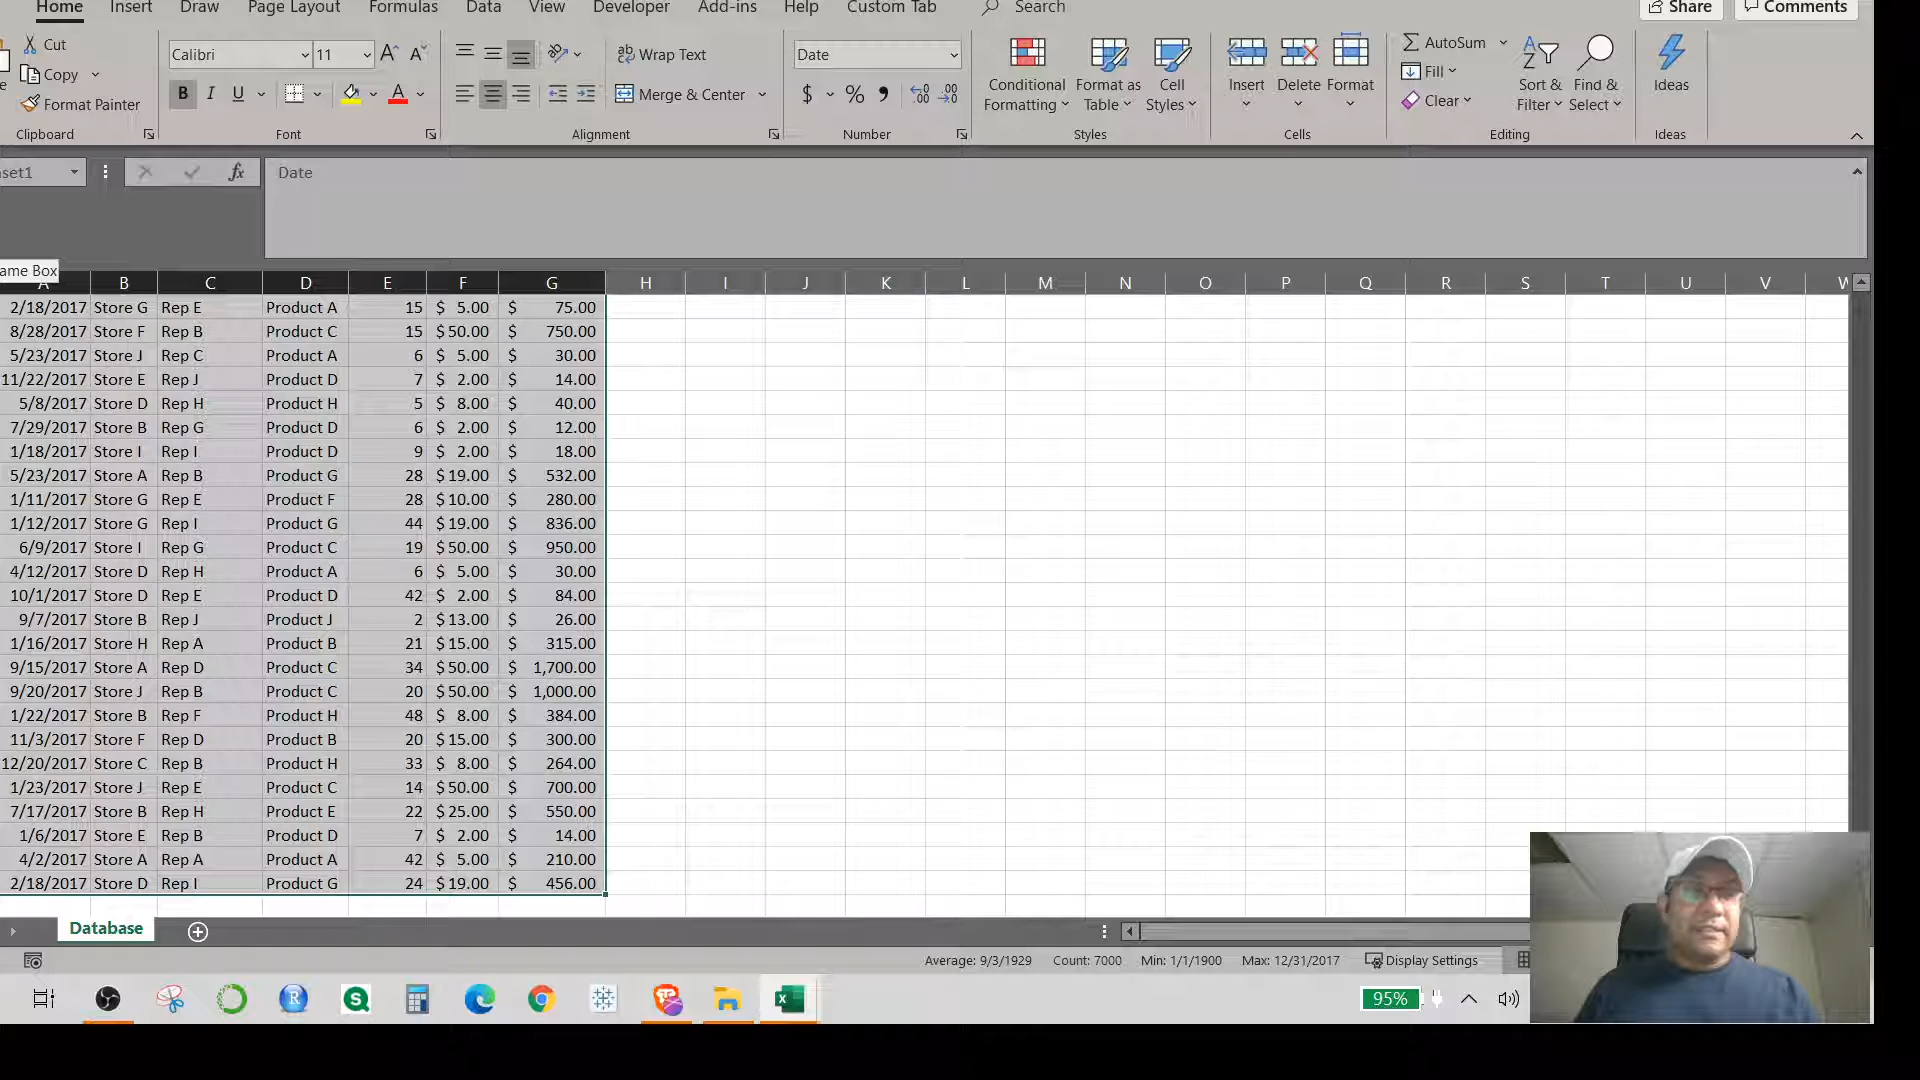 Home Insert Draw Page Layout Formulas Data View Developer Add-ins Help Custom Tab Search Share Comments
Cut
Copy
Format Painter
Clipboard
Calibri 11
B I U
Font
Wrap Text
Merge & Center
Alignment
Date
$ % ,
Number
Conditional Formatting
Format as Table
Cell Styles
Styles
Insert Delete Format
Cells
AutoSum
Fill
Clear
Sort & Filter
Find & Select
Editing
Ideas
Ideas
set1 fx Date
ame Box
A B C D E F G H I J K L M N O P Q R S T U V W
2/18/2017 Store G Rep E Product A 15 $ 5.00 $ 75.00
8/28/2017 Store F Rep B Product C 15 $ 50.00 $ 750.00
5/23/2017 Store J Rep C Product A 6 $ 5.00 $ 30.00
11/22/2017 Store E Rep J Product D 7 $ 2.00 $ 14.00
5/8/2017 Store D Rep H Product H 5 $ 8.00 $ 40.00
7/29/2017 Store B Rep G Product D 6 $ 2.00 $ 12.00
1/18/2017 Store I Rep I Product D 9 $ 2.00 $ 18.00
5/23/2017 Store A Rep B Product G 28 $ 19.00 $ 532.00
1/11/2017 Store G Rep E Product F 28 $ 10.00 $ 280.00
1/12/2017 Store G Rep I Product G 44 $ 19.00 $ 836.00
6/9/2017 Store I Rep G Product C 19 $ 50.00 $ 950.00
4/12/2017 Store D Rep H Product A 6 $ 5.00 $ 30.00
10/1/2017 Store D Rep E Product D 42 $ 2.00 $ 84.00
9/7/2017 Store B Rep J Product J 2 $ 13.00 $ 26.00
1/16/2017 Store H Rep A Product B 21 $ 15.00 $ 315.00
9/15/2017 Store A Rep D Product C 34 $ 50.00 $ 1,700.00
9/20/2017 Store J Rep B Product C 20 $ 50.00 $ 1,000.00
1/22/2017 Store B Rep F Product H 48 $ 8.00 $ 384.00
11/3/2017 Store F Rep D Product B 20 $ 15.00 $ 300.00
12/20/2017 Store C Rep B Product H 33 $ 8.00 $ 264.00
1/23/2017 Store J Rep E Product C 14 $ 50.00 $ 700.00
7/17/2017 Store B Rep H Product E 22 $ 25.00 $ 550.00
1/6/2017 Store E Rep B Product D 7 $ 2.00 $ 14.00
4/2/2017 Store A Rep A Product A 42 $ 5.00 $ 210.00
2/18/2017 Store D Rep I Product G 24 $ 19.00 $ 456.00
Database
Average: 9/3/1929 Count: 7000 Min: 1/1/1900 Max: 12/31/2017 Display Settings
95%